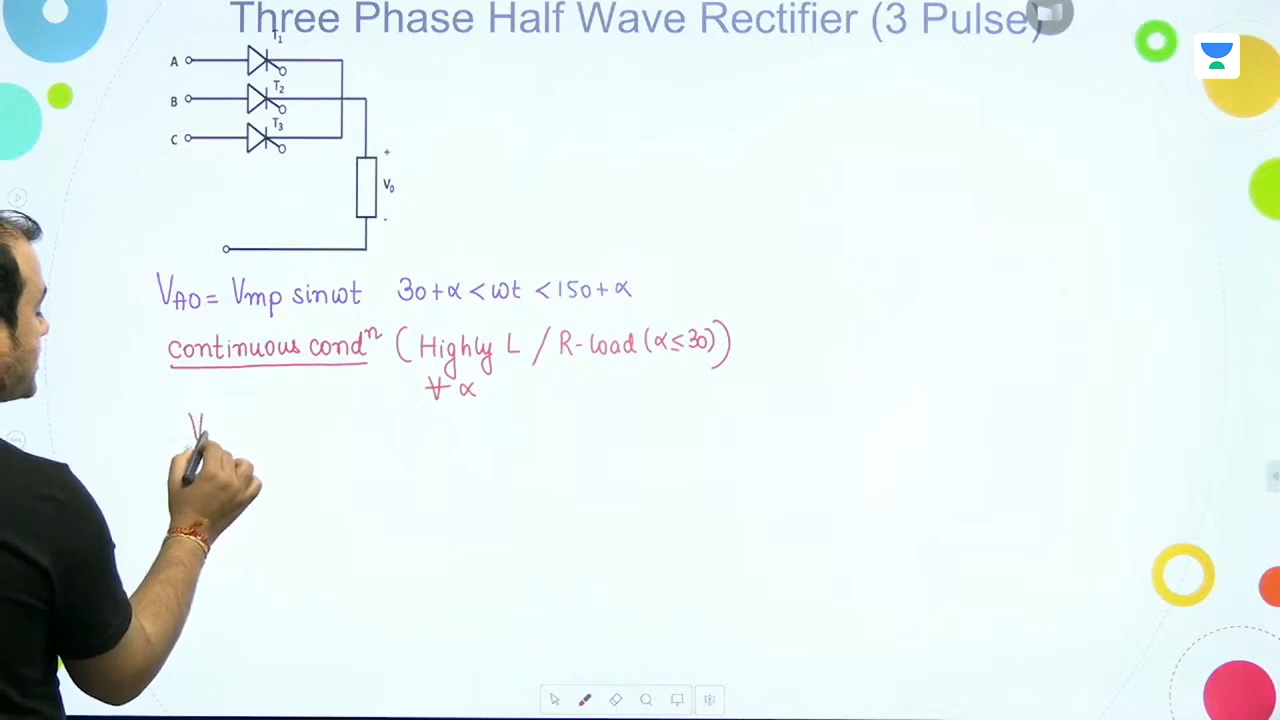 Three Phase Half Wave Rectifier (3 Pulse)
T1
A
T2
B
T3
C
+
V0
-
VAO = Vmp sinωt 30+α < ωt < 150+α
continuous condⁿ (Highly L / R-load (α≤30))
∀ α
V